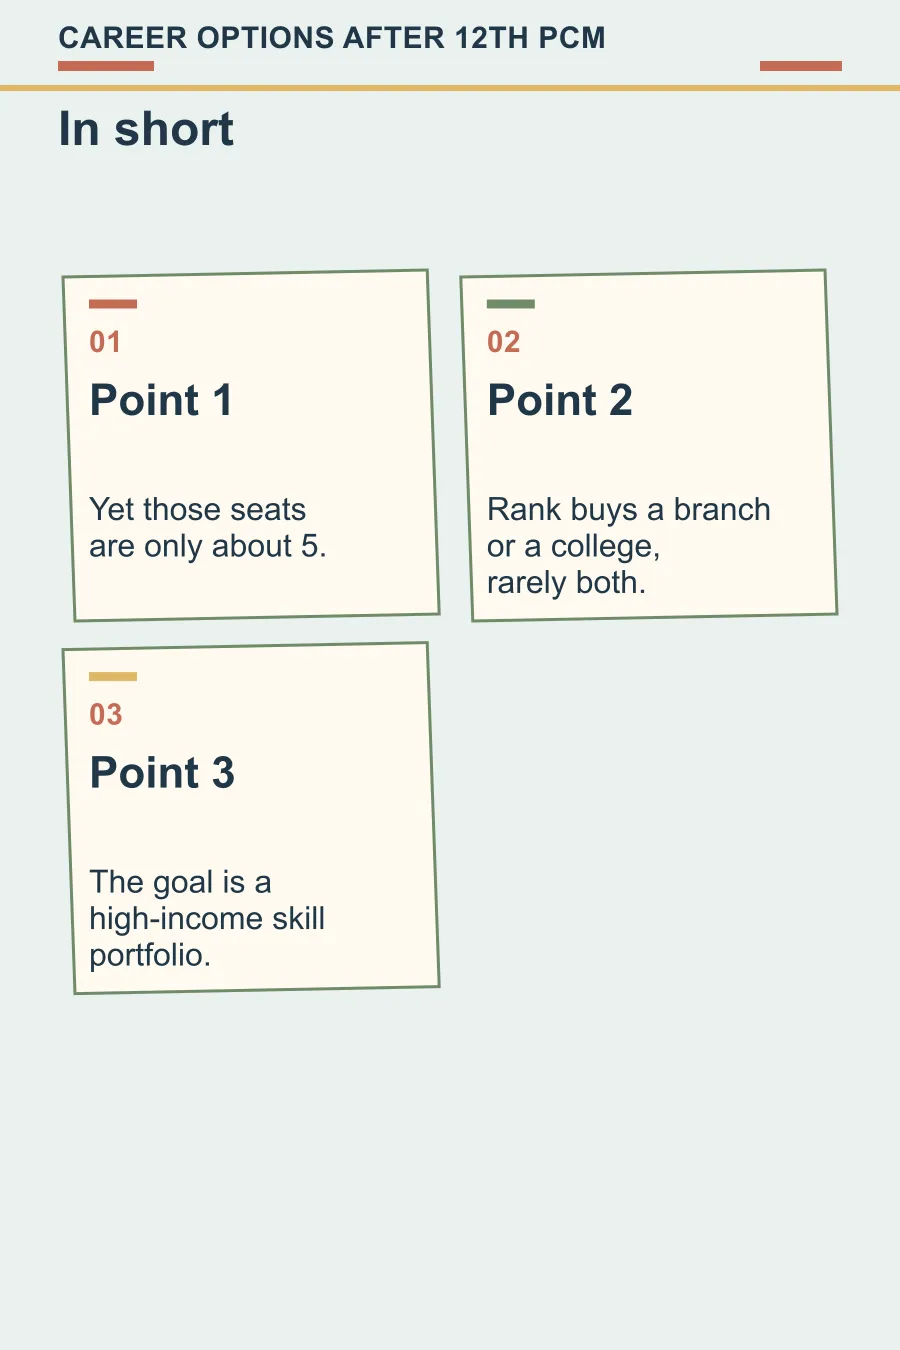 CAREER OPTIONS AFTER 12TH PCM
In short
01
Point 1
Yet those seats
are only about 5.
02
Point 2
Rank buys a branch
or a college,
rarely both.
03
Point 3
The goal is a
high-income skill
portfolio.